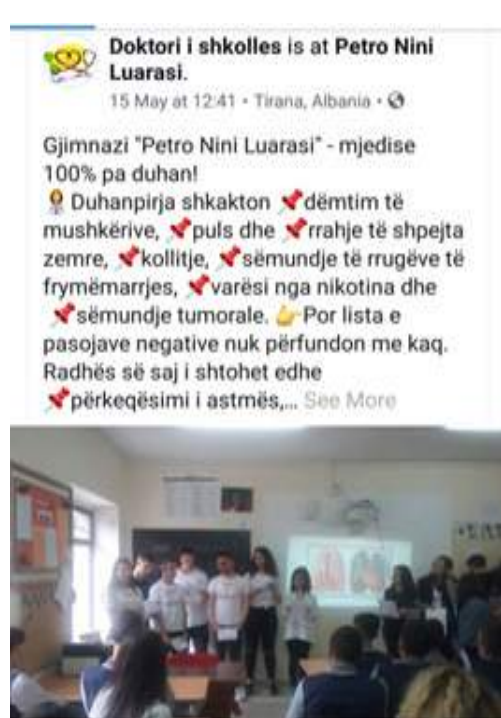 Doktori i shkolles is at Petro Nini
Luarasi.
15 May at 12:41 • Tirana, Albania •
Gjimnazi "Petro Nini Luarasi" - mjedise
100% pa duhan!
Duhanpirja shkakton 📌dëmtim të
mushkërive, 📌puls dhe 📌rrahje të shpejta
zemre, 📌kollitje, 📌sëmundje të rrugëve të
frymëmarrjes, 📌varësi nga nikotina dhe
📌sëmundje tumorale. 👉Por lista e
pasojave negative nuk përfundon me kaq.
Radhës së saj i shtohet edhe
📌përkeqësimi i astmës,... See More